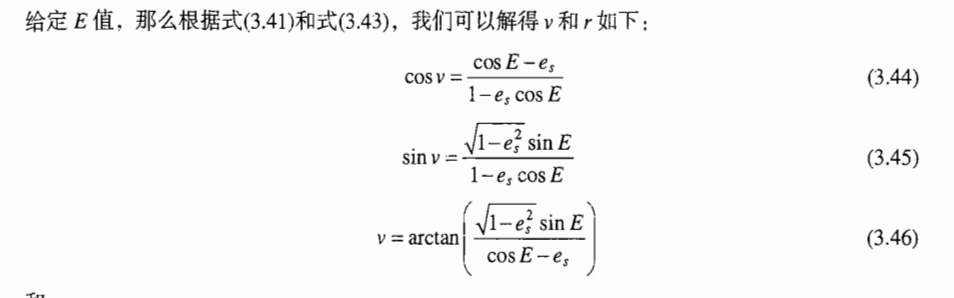 给定 E 值，那么根据式(3.41)和式(3.43)，我们可以解得 v 和 r 如下：
cos v = (cos E − e_s) / (1 − e_s cos E) (3.44)
sin v = (√(1 − e_s²) sin E) / (1 − e_s cos E) (3.45)
v = arctan( (√(1 − e_s²) sin E) / (cos E − e_s) ) (3.46)